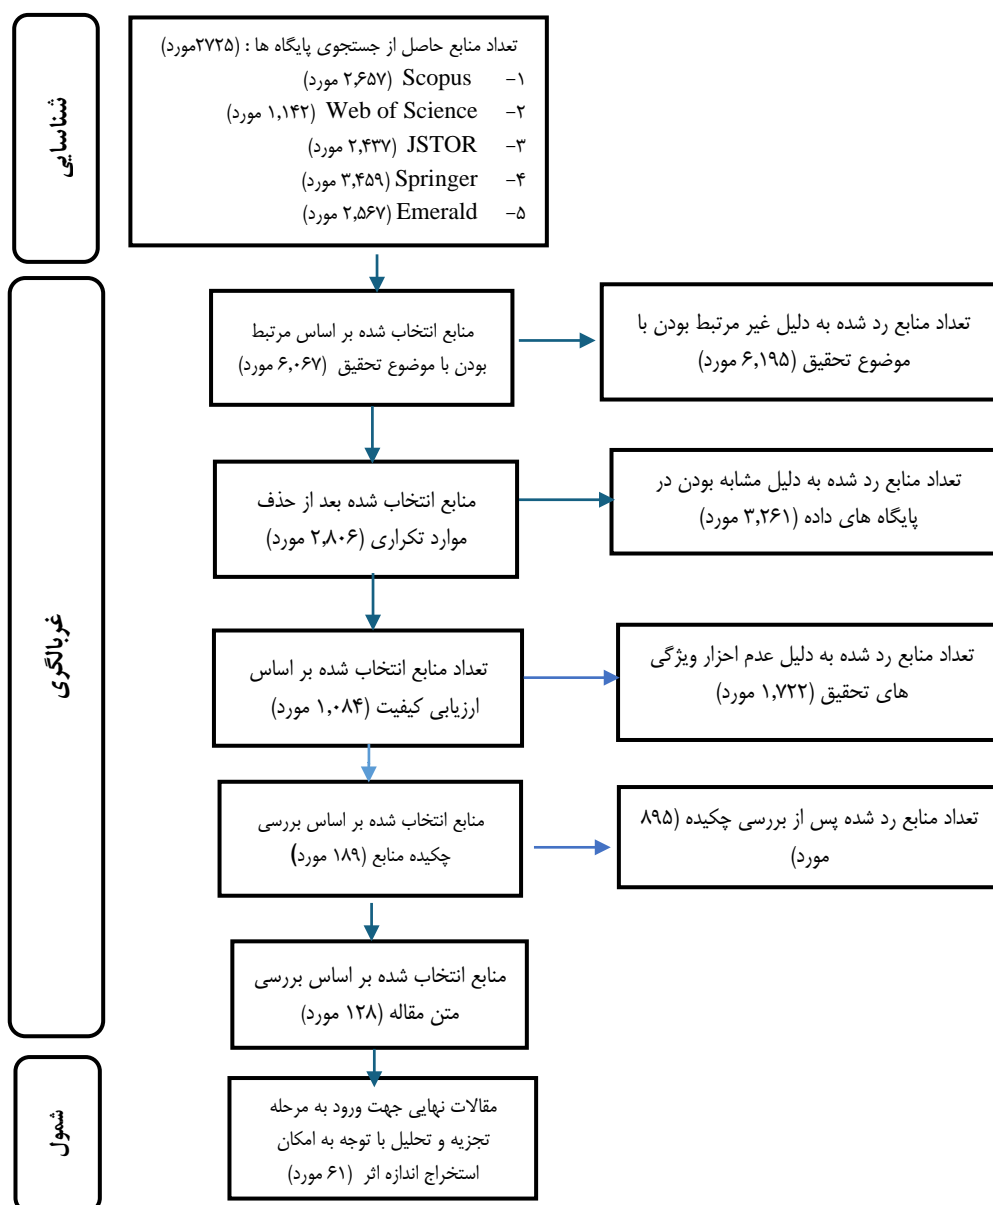 شناسایی
تعداد منابع حاصل از جستجوی پایگاه ها : (۲۷۲۵مورد)
۱- Scopus (۲,۶۵۷ مورد)
۲- Web of Science (۱,۱۴۲ مورد)
۳- JSTOR (۲,۴۳۷ مورد)
۴- Springer (۳,۴۵۹ مورد)
۵- Emerald (۲,۵۶۷ مورد)
غربالگری
منابع انتخاب شده بر اساس مرتبط
بودن با موضوع تحقیق (۶,۰۶۷ مورد)
تعداد منابع رد شده به دلیل غیر مرتبط بودن با
موضوع تحقیق (۶,۱۹۵ مورد)
منابع انتخاب شده بعد از حذف
موارد تکراری (۲,۸۰۶ مورد)
تعداد منابع رد شده به دلیل مشابه بودن در
پایگاه های داده (۳,۲۶۱ مورد)
تعداد منابع انتخاب شده بر اساس
ارزیابی کیفیت (۱,۰۸۴ مورد)
تعداد منابع رد شده به دلیل عدم احزار ویژگی
های تحقیق (۱,۷۲۲ مورد)
منابع انتخاب شده بر اساس بررسی
چکیده منابع (۱۸۹ مورد)
تعداد منابع رد شده پس از بررسی چکیده (۸۹۵
مورد)
منابع انتخاب شده بر اساس بررسی
متن مقاله (۱۲۸ مورد)
شمول
مقالات نهایی جهت ورود به مرحله
تجزیه و تحلیل با توجه به امکان
استخراج اندازه اثر (۶۱ مورد)